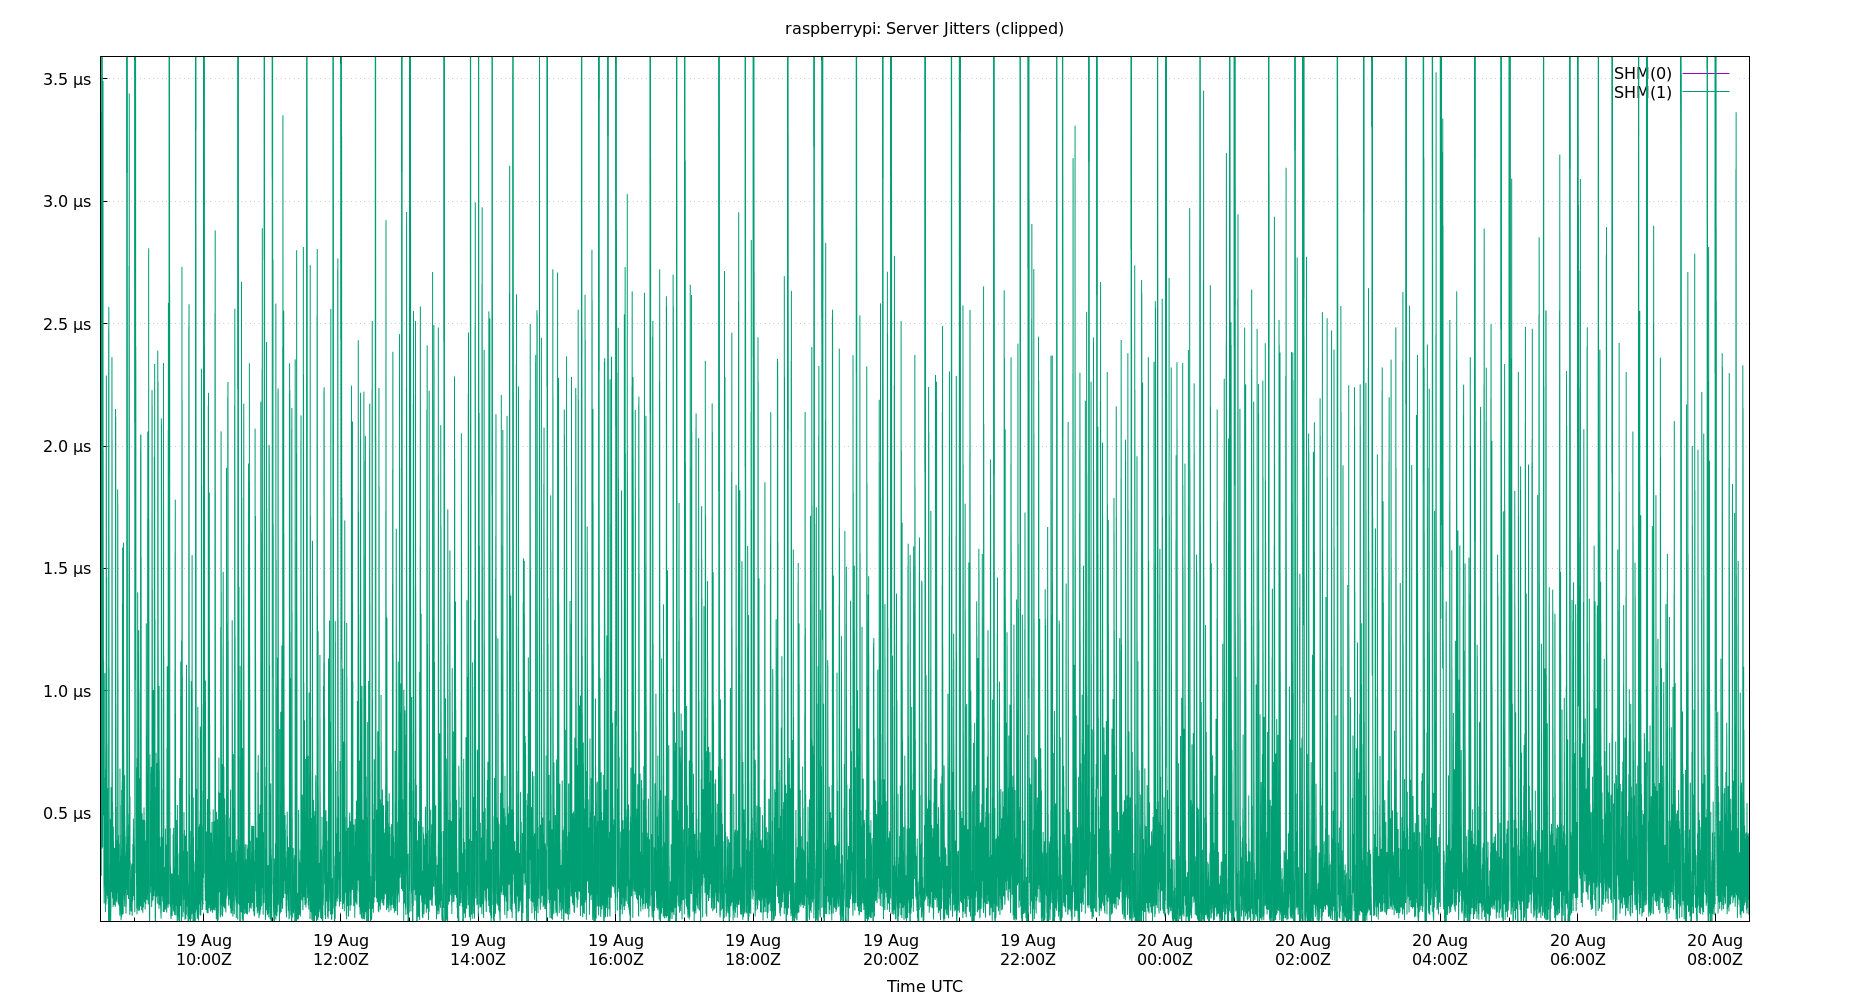 raspberrypi: Server Jitters (clipped)
SHM(0)
SHM(1)
3.5 µs
3.0 µs
2.5 µs
2.0 µs
1.5 µs
1.0 µs
0.5 µs
19 Aug 19 Aug 19 Aug 19 Aug 19 Aug 19 Aug 19 Aug 20 Aug 20 Aug 20 Aug 20 Aug 20 Aug
10:00Z 12:00Z 14:00Z 16:00Z 18:00Z 20:00Z 22:00Z 00:00Z 02:00Z 04:00Z 06:00Z 08:00Z
Time UTC